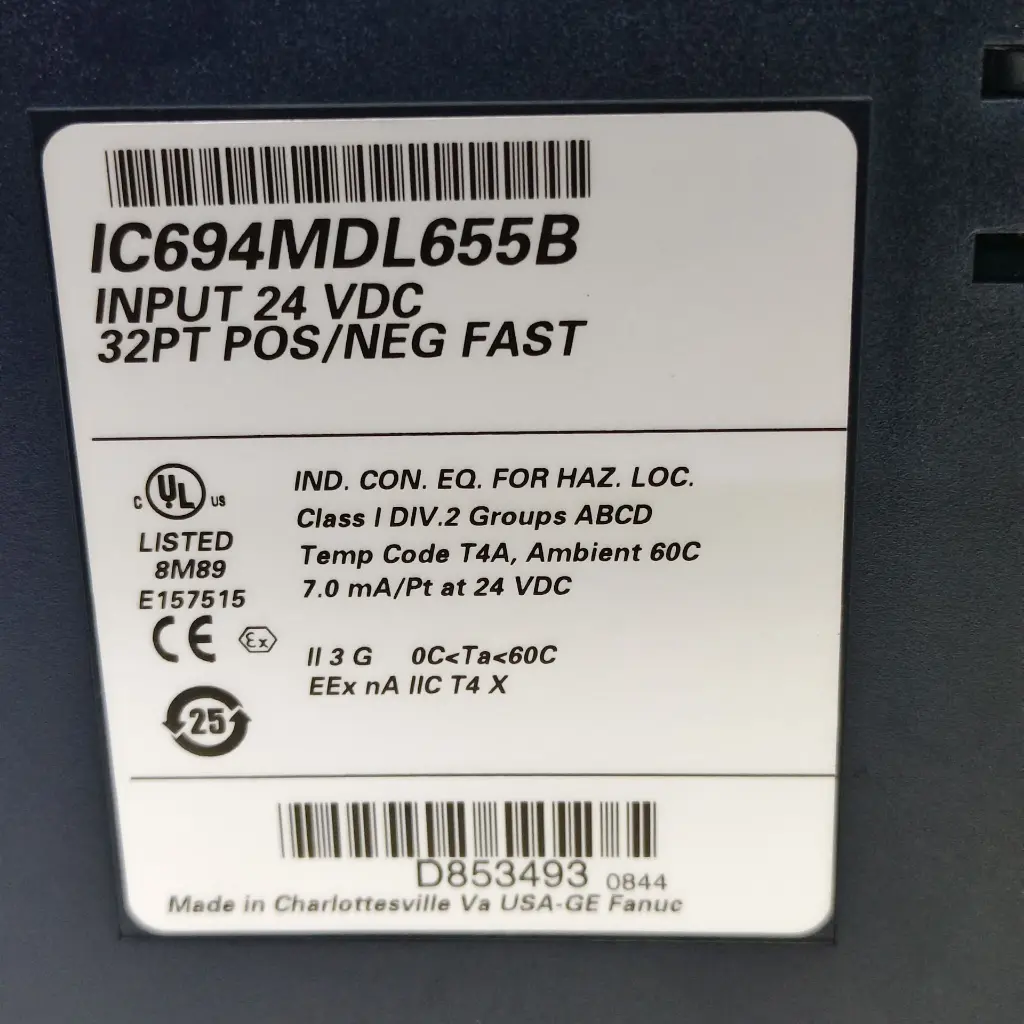 IC694MDL655B
INPUT 24 VDC
32PT POS/NEG FAST
C UL US
LISTED
8M89
E157515
IND. CON. EQ. FOR HAZ. LOC.
Class I DIV.2 Groups ABCD
Temp Code T4A, Ambient 60C
7.0 mA/Pt at 24 VDC
CE Ex
II 3 G 0C<Ta<60C
EEx nA IIC T4 X
25
D853493 0844
Made in Charlottesville Va USA-GE Fanuc